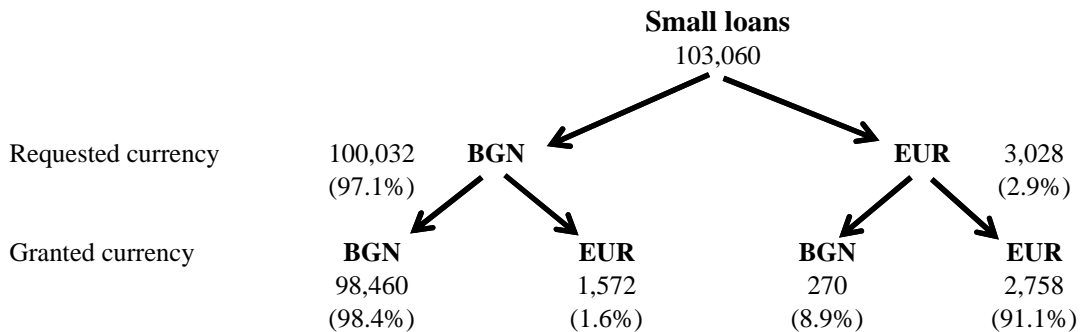 Small loans
103,060
Requested currency 100,032 BGN EUR 3,028
(97.1%) (2.9%)
Granted currency BGN EUR BGN EUR
98,460 1,572 270 2,758
(98.4%) (1.6%) (8.9%) (91.1%)